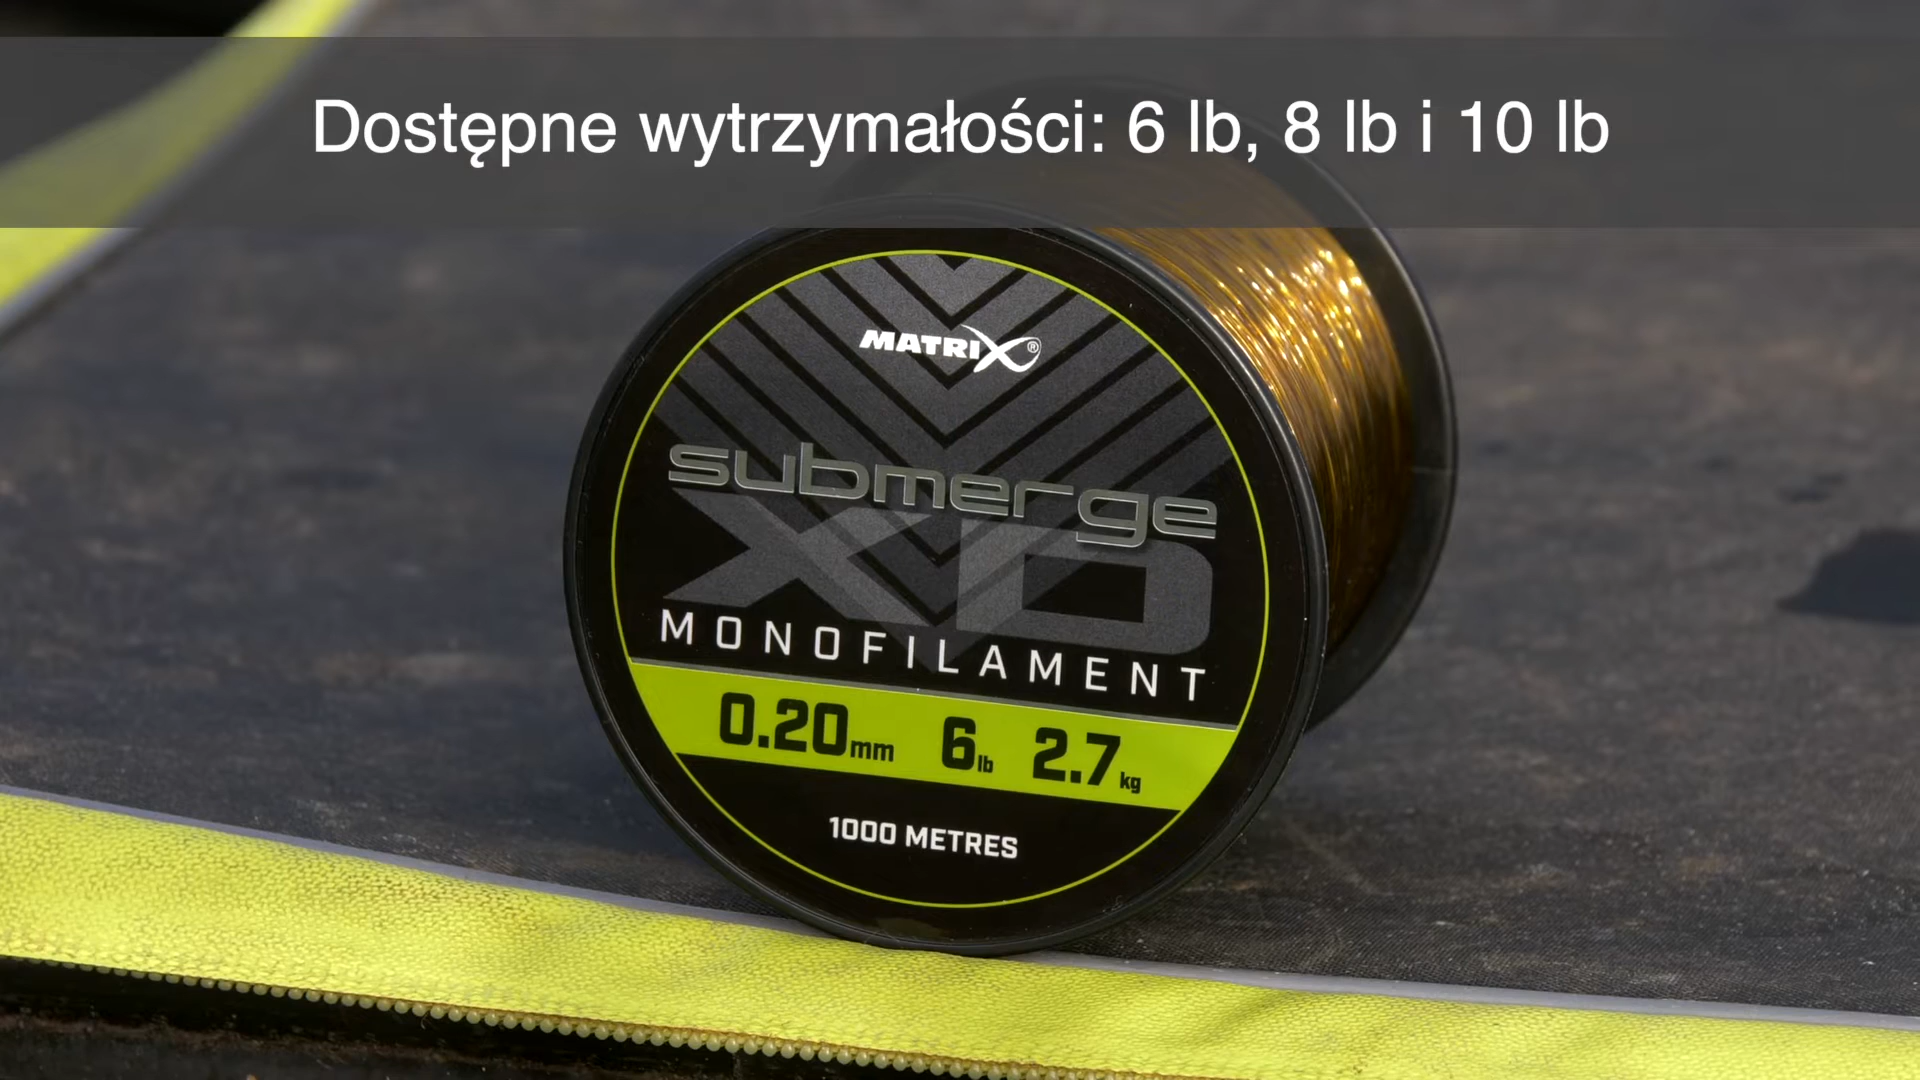 Dostępne wytrzymałości: 6 lb, 8 lb i 10 lb
MATRIX®
submerge
XD
MONOFILAMENT
0.20mm 6lb 2.7kg
1000 METRES